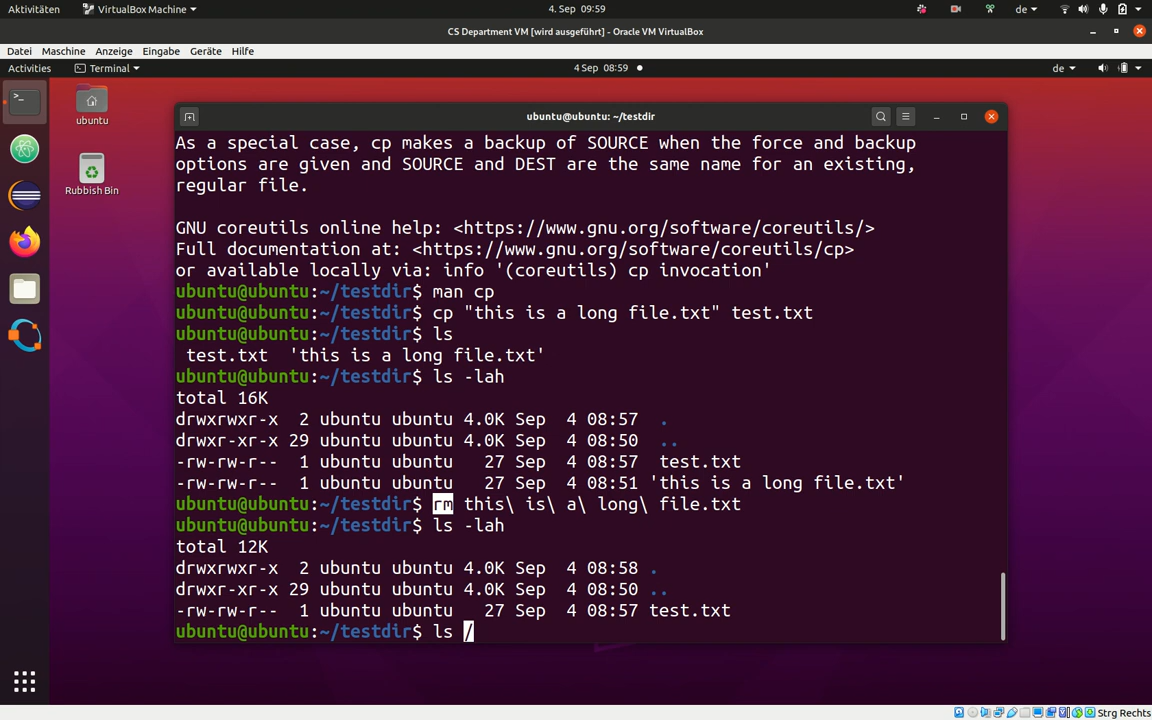 Aktivitäten
VirtualBox Machine
4. Sep 09:59
de
CS Department VM [wird ausgeführt] - Oracle VM VirtualBox
Datei Maschine Anzeige Eingabe Geräte Hilfe
Activities
Terminal
4 Sep 08:59
de
ubuntu
Rubbish Bin
ubuntu@ubuntu: ~/testdir
As a special case, cp makes a backup of SOURCE when the force and backup
options are given and SOURCE and DEST are the same name for an existing,
regular file.
GNU coreutils online help: <https://www.gnu.org/software/coreutils/>
Full documentation at: <https://www.gnu.org/software/coreutils/cp>
or available locally via: info '(coreutils) cp invocation'
ubuntu@ubuntu:~/testdir$ man cp
ubuntu@ubuntu:~/testdir$ cp "this is a long file.txt" test.txt
ubuntu@ubuntu:~/testdir$ ls
test.txt 'this is a long file.txt'
ubuntu@ubuntu:~/testdir$ ls -lah
total 16K
drwxrwxr-x 2 ubuntu ubuntu 4.0K Sep 4 08:57 .
drwxr-xr-x 29 ubuntu ubuntu 4.0K Sep 4 08:50 ..
-rw-rw-r-- 1 ubuntu ubuntu 27 Sep 4 08:57 test.txt
-rw-rw-r-- 1 ubuntu ubuntu 27 Sep 4 08:51 'this is a long file.txt'
ubuntu@ubuntu:~/testdir$ rm this\ is\ a\ long\ file.txt
ubuntu@ubuntu:~/testdir$ ls -lah
total 12K
drwxrwxr-x 2 ubuntu ubuntu 4.0K Sep 4 08:58 .
drwxr-xr-x 29 ubuntu ubuntu 4.0K Sep 4 08:50 ..
-rw-rw-r-- 1 ubuntu ubuntu 27 Sep 4 08:57 test.txt
ubuntu@ubuntu:~/testdir$ ls /
Strg Rechts